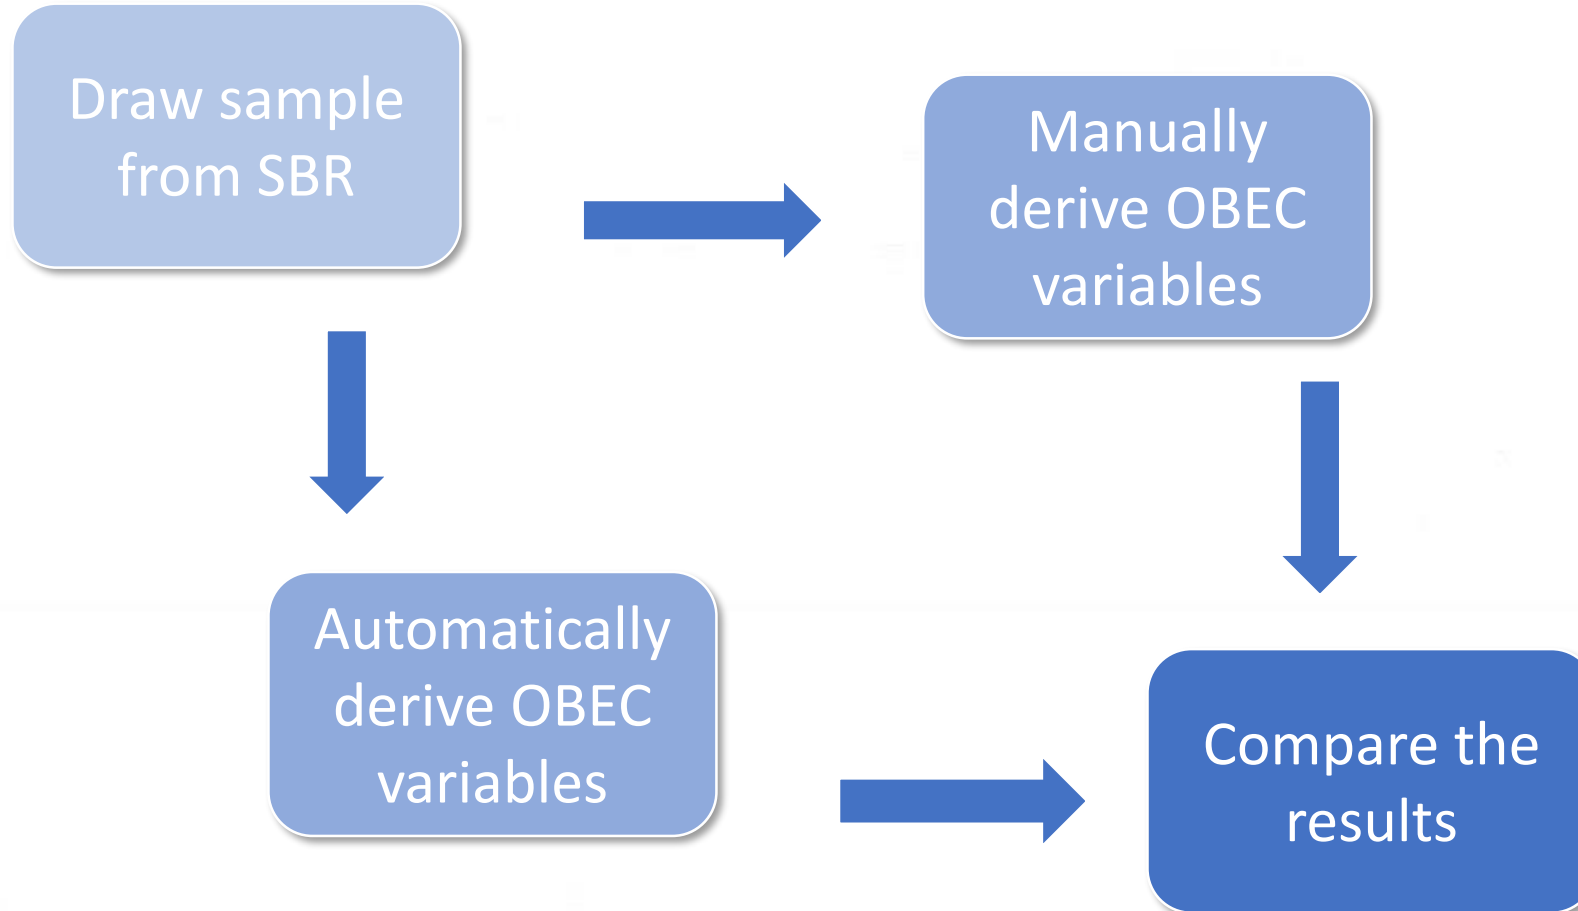 Draw sample
from SBR
Manually
derive OBEC
variables
Automatically
derive OBEC
variables
Compare the
results